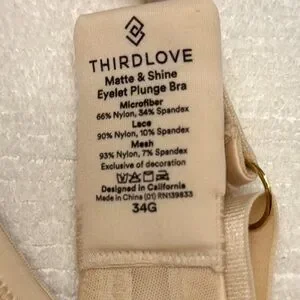 THIRDLOVE
Matte & Shine
Eyelet Plunge Bra
Microfiber
66% Nylon, 34% Spandex
Lace
90% Nylon, 10% Spandex
Mesh
93% Nylon, 7% Spandex
Exclusive of decoration
Designed in California
Made in China (01) RN139833
34G